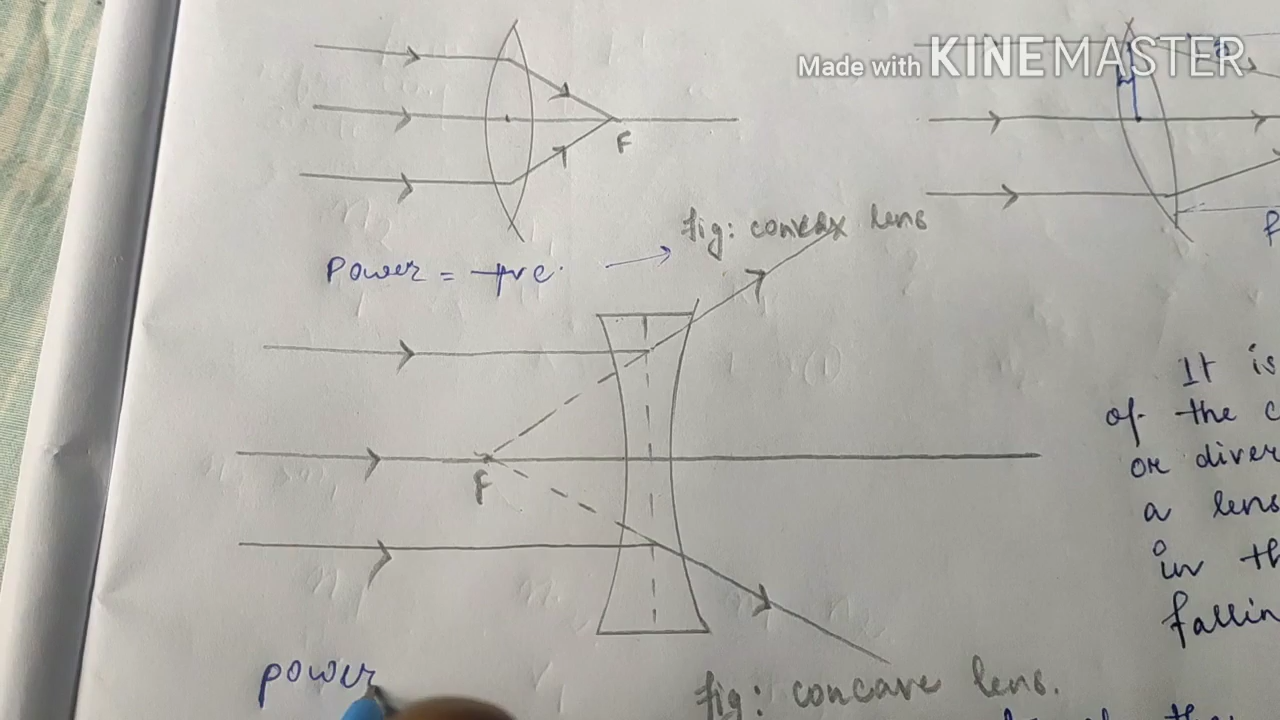 Made with KINEMASTER
F
fig: convex lens
Power = +ve.
F
It is
of the c
or diver
a lens
in th
fallin
power
fig: concave lens.